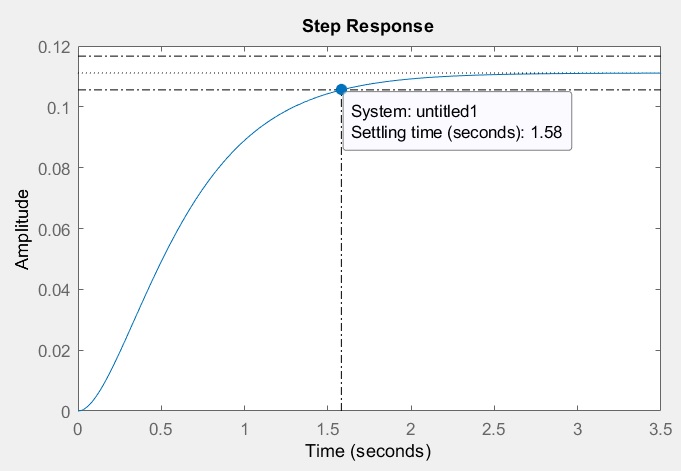 Step Response
0.12
0.1
0.08
0.06
0.04
0.02
0
Amplitude
System: untitled1
Settling time (seconds): 1.58
0 0.5 1 1.5 2 2.5 3 3.5
Time (seconds)